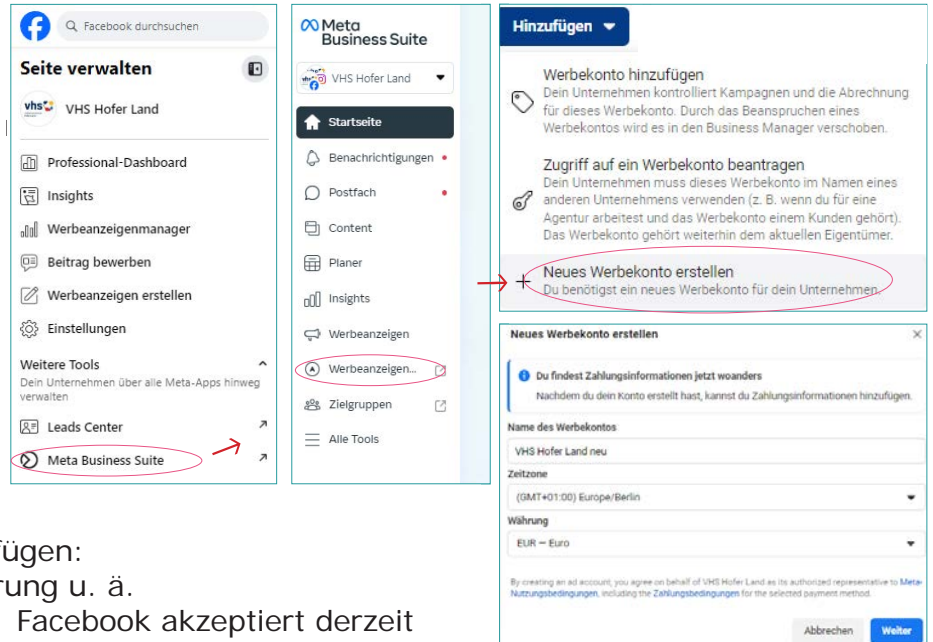 Facebook durchsuchen
Seite verwalten
vhs
VHS Hofer Land
Professional-Dashboard
Insights
Werbeanzeigenmanager
Beitrag bewerben
Werbeanzeigen erstellen
Einstellungen
Weitere Tools
Dein Unternehmen über alle Meta-Apps hinweg
verwalten
Leads Center
Meta Business Suite
Meta
Business Suite
VHS Hofer Land
Startseite
Benachrichtigungen
Postfach
Content
Planer
Insights
Werbeanzeigen
Werbeanzeigen...
Zielgruppen
Alle Tools
Hinzufügen
Werbekonto hinzufügen
Dein Unternehmen kontrolliert Kampagnen und die Abrechnung
für dieses Werbekonto. Durch das Beanspruchen eines
Werbekontos wird es in den Business Manager verschoben.
Zugriff auf ein Werbekonto beantragen
Dein Unternehmen muss dieses Werbekonto im Namen eines
anderen Unternehmens verwenden (z. B. wenn du für eine
Agentur arbeitest und das Werbekonto einem Kunden gehört).
Das Werbekonto gehört weiterhin dem aktuellen Eigentümer.
Neues Werbekonto erstellen
Du benötigst ein neues Werbekonto für dein Unternehmen.
Neues Werbekonto erstellen
Du findest Zahlungsinformationen jetzt woanders
Nachdem du dein Konto erstellt hast, kannst du Zahlungsinformationen hinzufügen.
Name des Werbekontos
VHS Hofer Land neu
Zeitzone
(GMT+01:00) Europe/Berlin
Währung
EUR — Euro
By creating an ad account, you agree on behalf of VHS Hofer Land as its authorized representative to Meta-
Nutzungsbedingungen, including the Zahlungsbedingungen for the selected payment method.
Abbrechen
Weiter
fügen:
rung u. ä.
Facebook akzeptiert derzeit